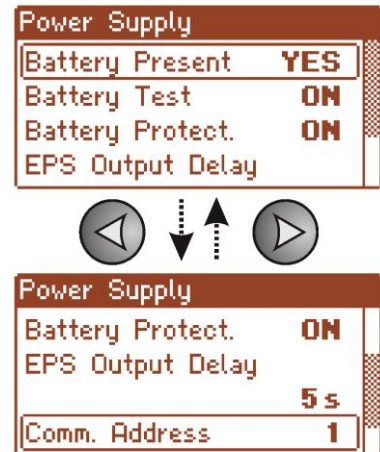 Power Supply
Battery Present YES
Battery Test ON
Battery Protect. ON
EPS Output Delay
Power Supply
Battery Protect. ON
EPS Output Delay
5 s
Comm. Address 1